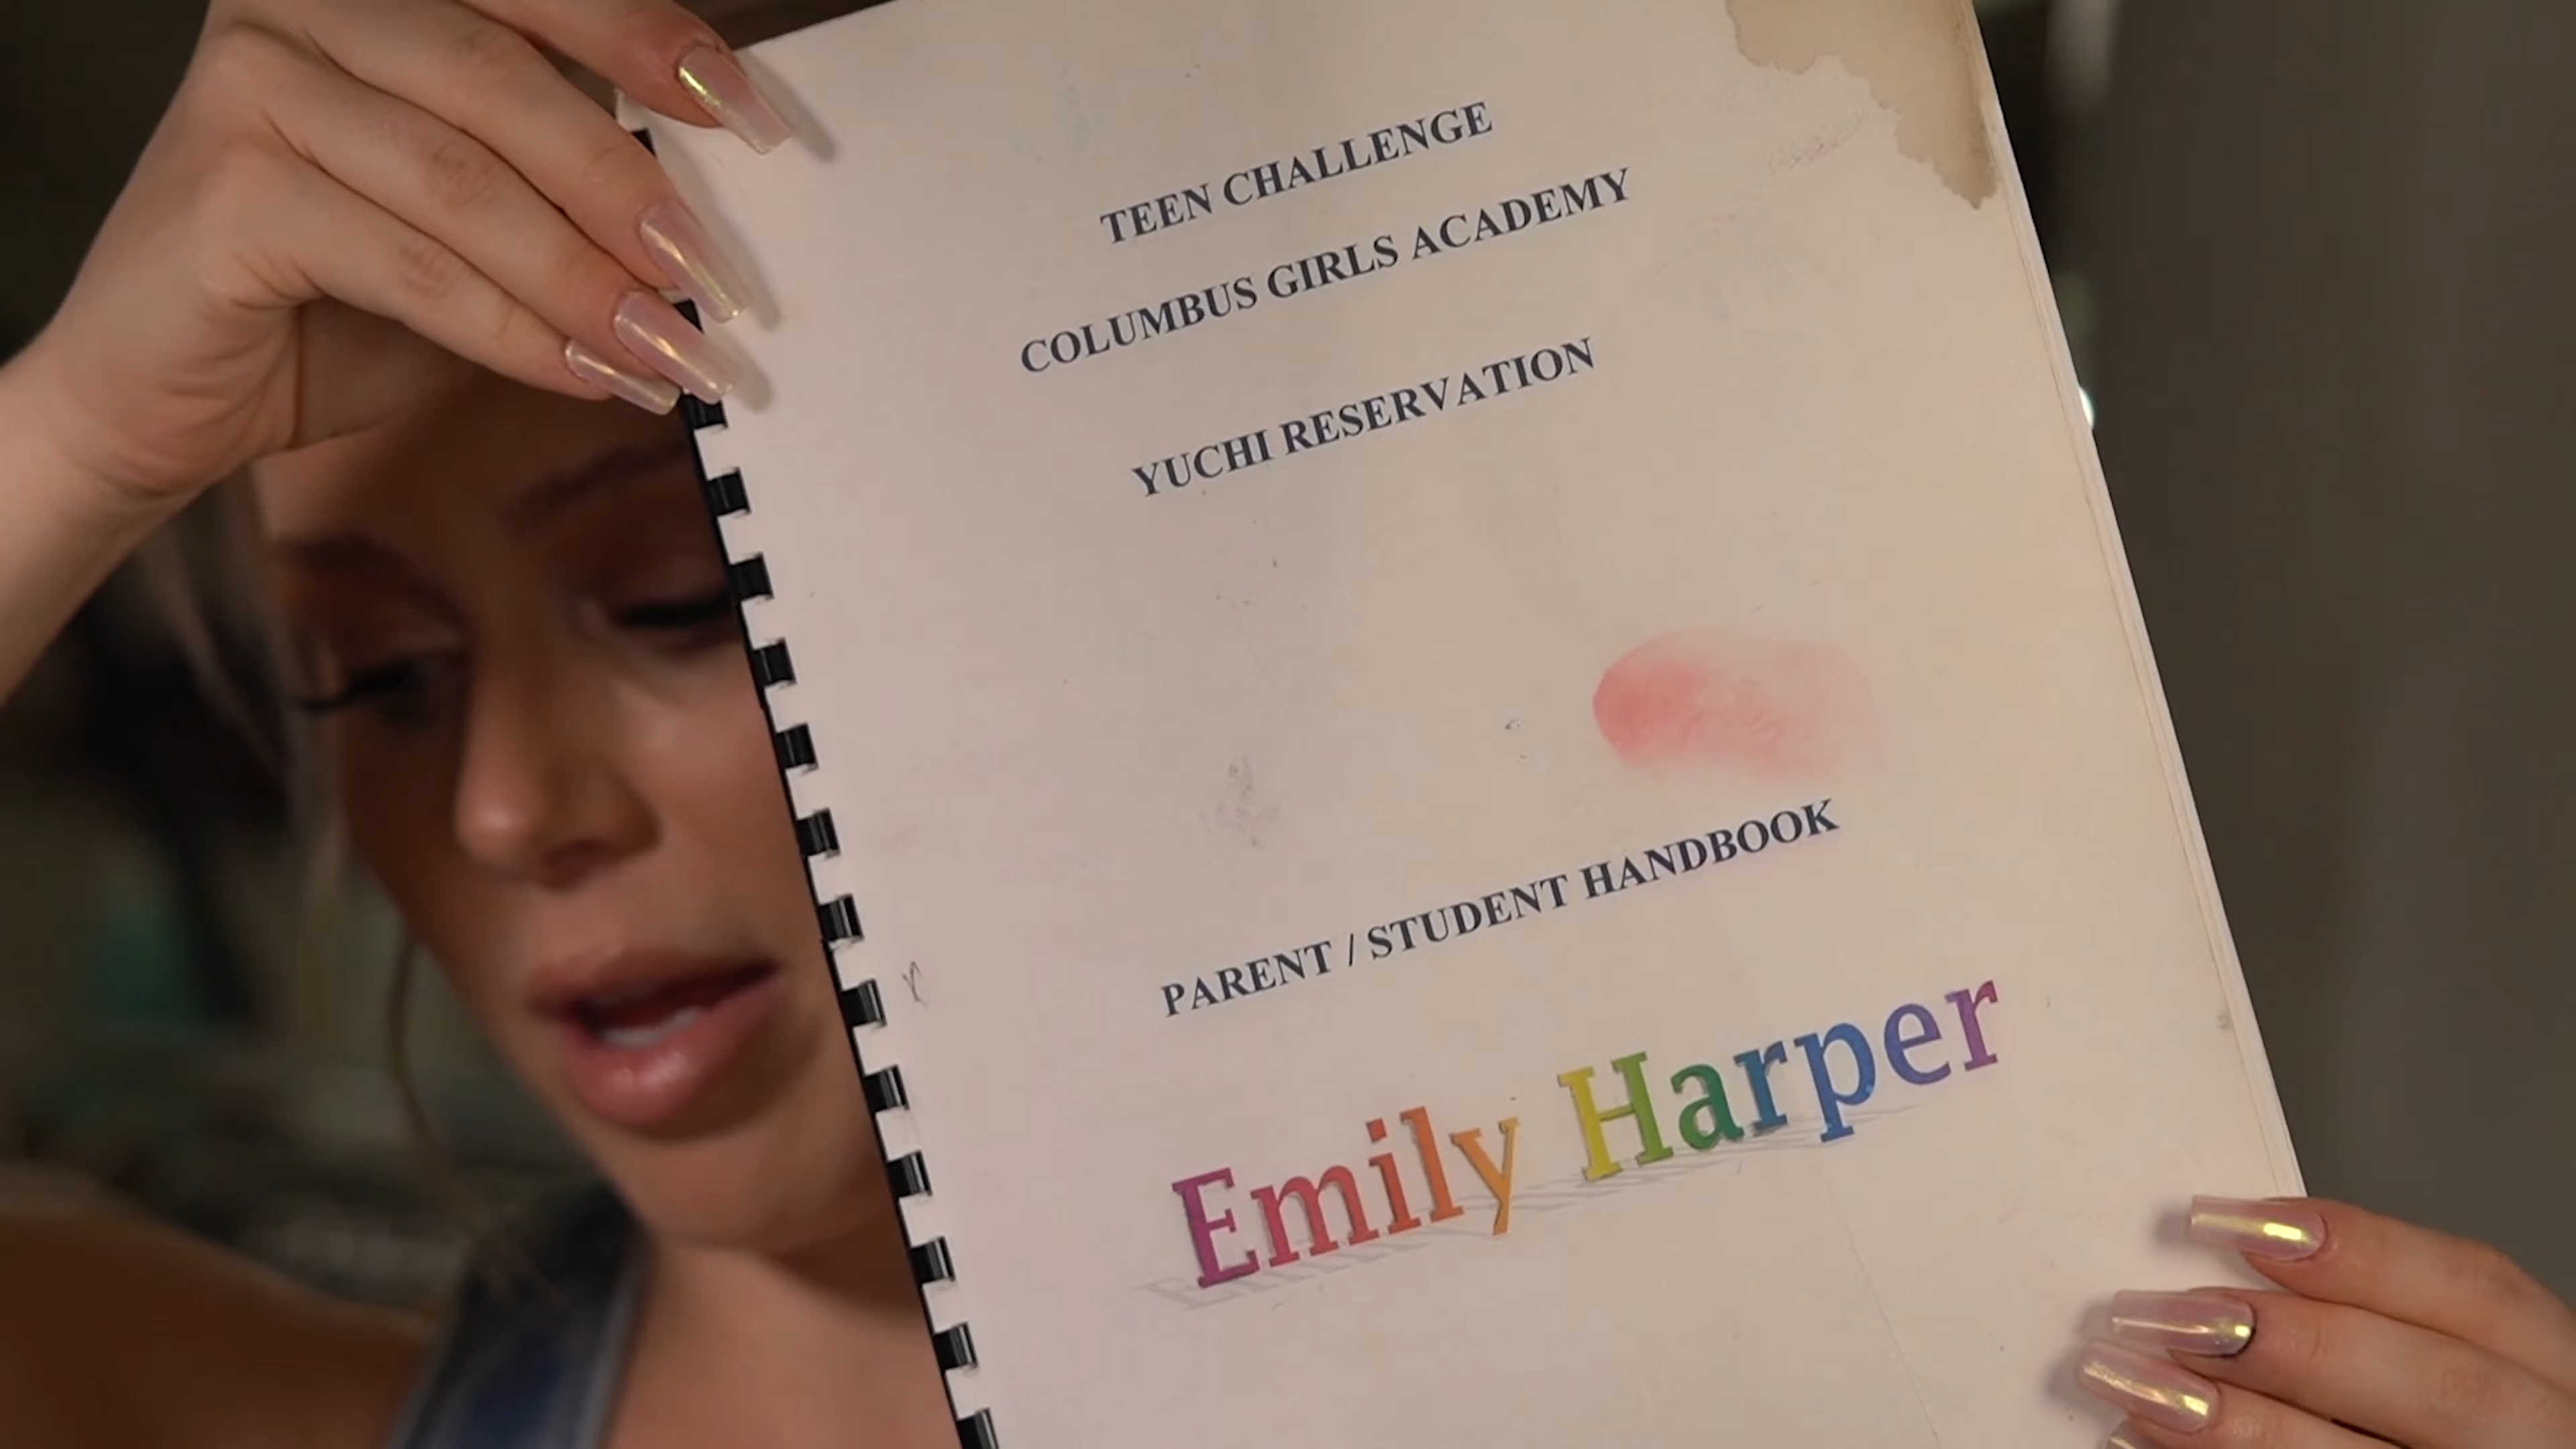 TEEN CHALLENGE
COLUMBUS GIRLS ACADEMY
YUCHI RESERVATION
PARENT / STUDENT HANDBOOK
Emily Harper